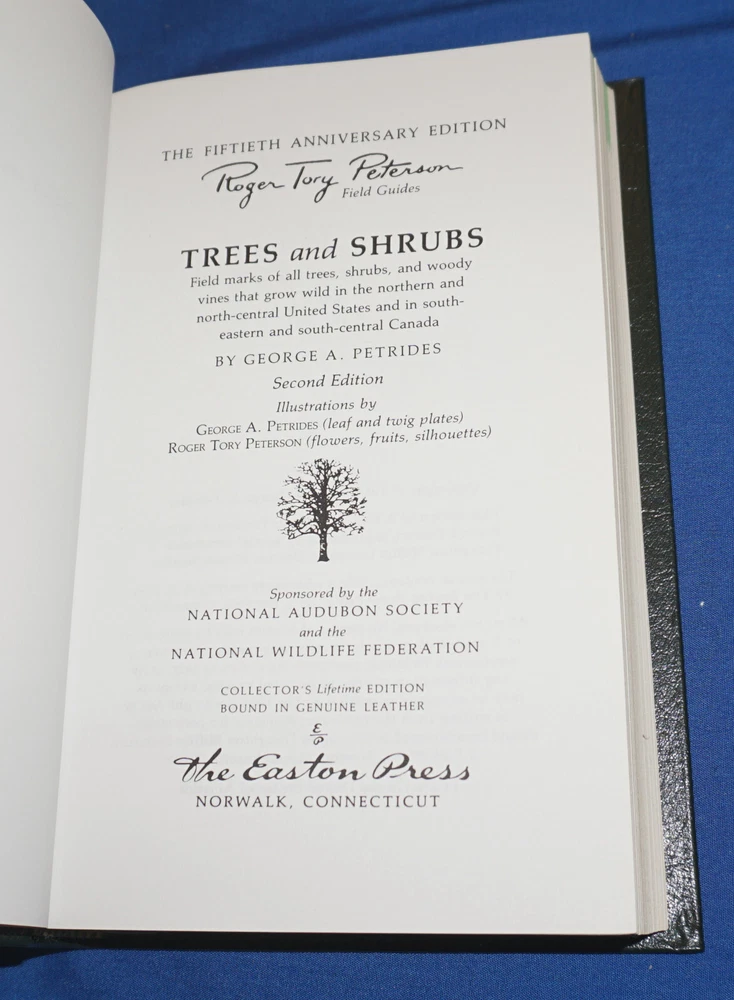 THE FIFTIETH ANNIVERSARY EDITION
Roger Tory Peterson
Field Guides
TREES and SHRUBS
Field marks of all trees, shrubs, and woody
vines that grow wild in the northern and
north-central United States and in south-
eastern and south-central Canada
BY GEORGE A. PETRIDES
Second Edition
Illustrations by
GEORGE A. PETRIDES (leaf and twig plates)
ROGER TORY PETERSON (flowers, fruits, silhouettes)
Sponsored by the
NATIONAL AUDUBON SOCIETY
and the
NATIONAL WILDLIFE FEDERATION
COLLECTOR'S Lifetime EDITION
BOUND IN GENUINE LEATHER
The Easton Press
NORWALK, CONNECTICUT